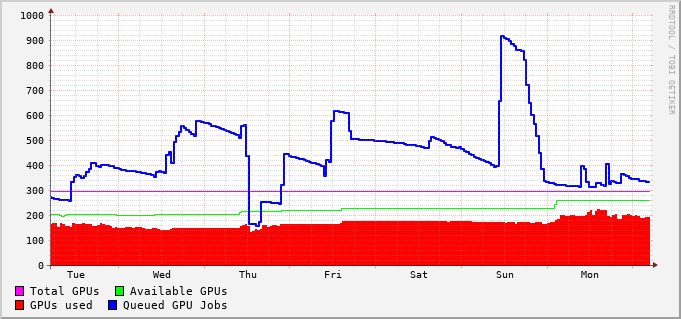 RRDTOOL / TOBI OETIKER
1000
900
800
700
600
500
400
300
200
100
0
Tue Wed Thu Fri Sat Sun Mon
Total GPUs Available GPUs
GPUs used Queued GPU Jobs